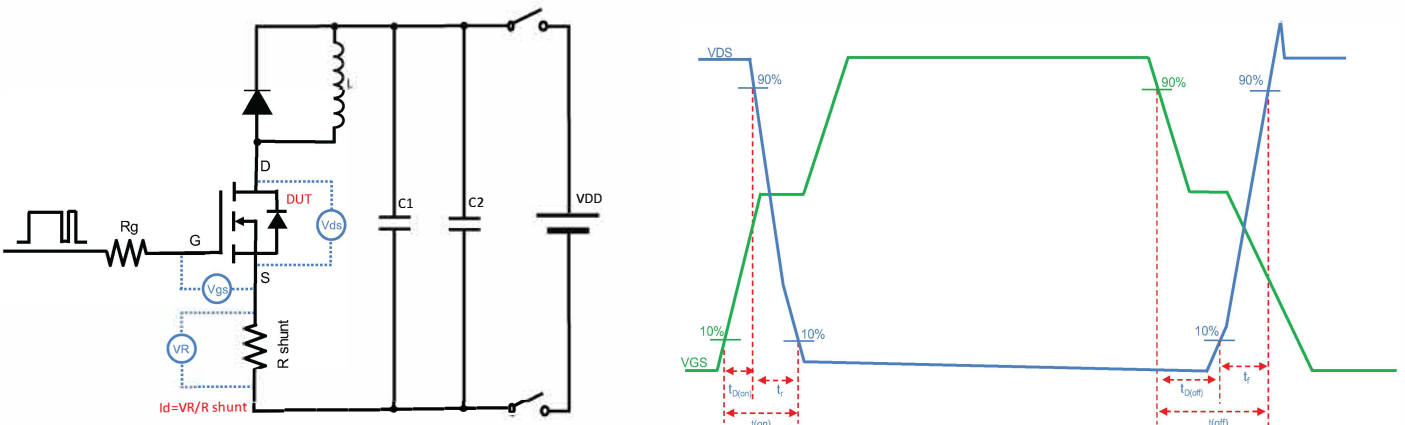 L
D
DUT
Rg
G
Vds
C1
C2
VDD
S
Vgs
VR
R shunt
Id=VR/R shunt
VDS
90%
90%
90%
10%
10%
10%
VGS
tD(on)
tr
tD(off)
tf
t(on)
t(off)